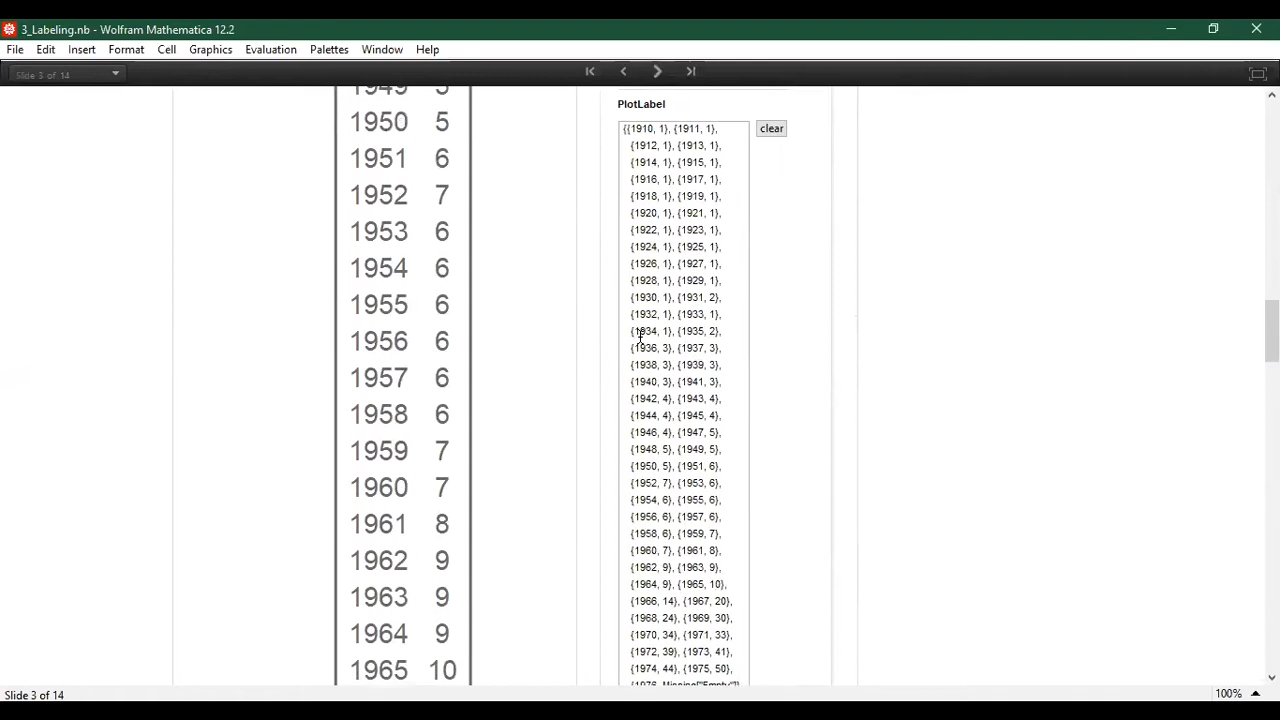 3_Labeling.nb - Wolfram Mathematica 12.2
File Edit Insert Format Cell Graphics Evaluation Palettes Window Help
Slide 3 of 14
1949 5
1950 5
1951 6
1952 7
1953 6
1954 6
1955 6
1956 6
1957 6
1958 6
1959 7
1960 7
1961 8
1962 9
1963 9
1964 9
1965 10
PlotLabel
{{1910, 1}, {1911, 1},
{1912, 1}, {1913, 1},
{1914, 1}, {1915, 1},
{1916, 1}, {1917, 1},
{1918, 1}, {1919, 1},
{1920, 1}, {1921, 1},
{1922, 1}, {1923, 1},
{1924, 1}, {1925, 1},
{1926, 1}, {1927, 1},
{1928, 1}, {1929, 1},
{1930, 1}, {1931, 2},
{1932, 1}, {1933, 1},
{1934, 1}, {1935, 2},
{1936, 3}, {1937, 3},
{1938, 3}, {1939, 3},
{1940, 3}, {1941, 3},
{1942, 4}, {1943, 4},
{1944, 4}, {1945, 4},
{1946, 4}, {1947, 5},
{1948, 5}, {1949, 5},
{1950, 5}, {1951, 6},
{1952, 7}, {1953, 6},
{1954, 6}, {1955, 6},
{1956, 6}, {1957, 6},
{1958, 6}, {1959, 7},
{1960, 7}, {1961, 8},
{1962, 9}, {1963, 9},
{1964, 9}, {1965, 10},
{1966, 14}, {1967, 20},
{1968, 24}, {1969, 30},
{1970, 34}, {1971, 33},
{1972, 39}, {1973, 41},
{1974, 44}, {1975, 50},
{1976, Missing["Empty"]}
clear
Slide 3 of 14
100%